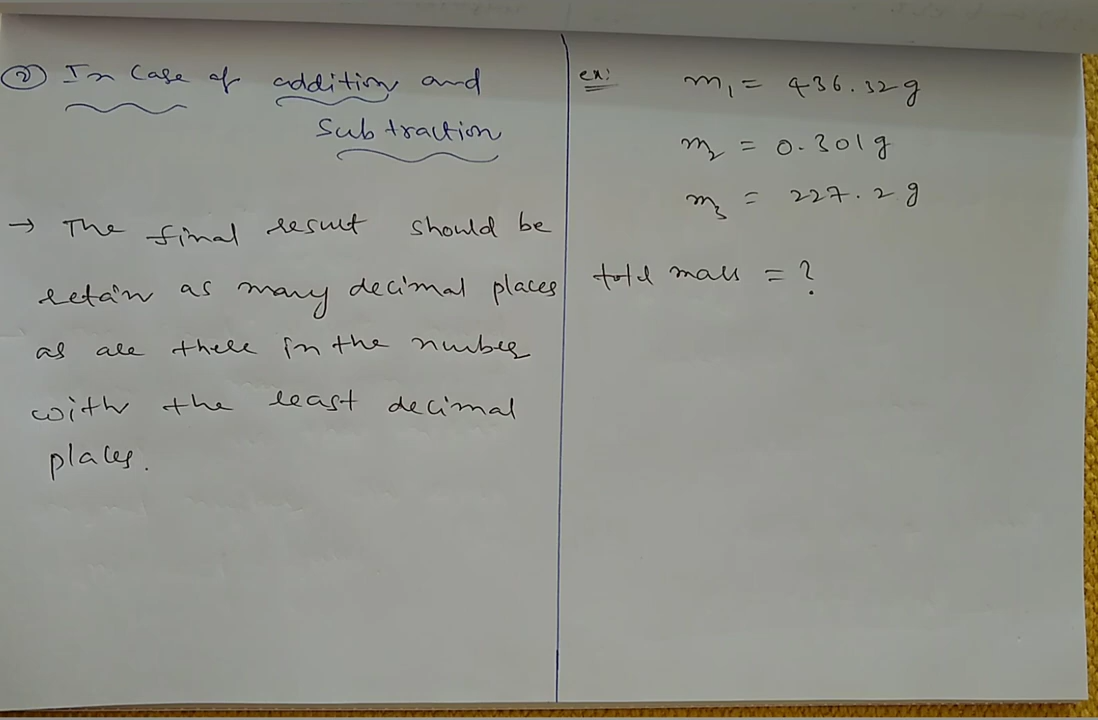 ② In Case of addition and
Subtraction
→ The final result should be
retain as many decimal places
as are there in the number
with the least decimal
places.
ex:
m₁ = 436.32 g
m₂ = 0.301 g
m₃ = 227.2 g
total mass = ?